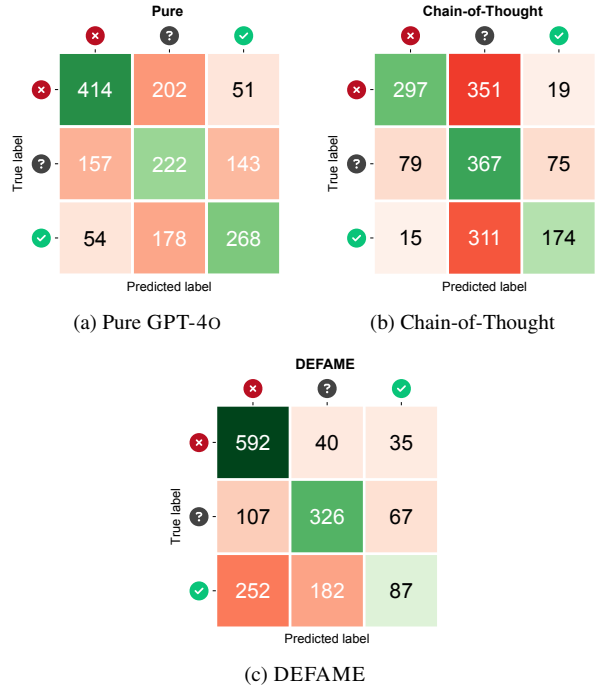 Pure
True label
414 202 51
157 222 143
54 178 268
Predicted label
(a) Pure GPT-4O
Chain-of-Thought
True label
297 351 19
79 367 75
15 311 174
Predicted label
(b) Chain-of-Thought
DEFAME
True label
592 40 35
107 326 67
252 182 87
Predicted label
(c) DEFAME